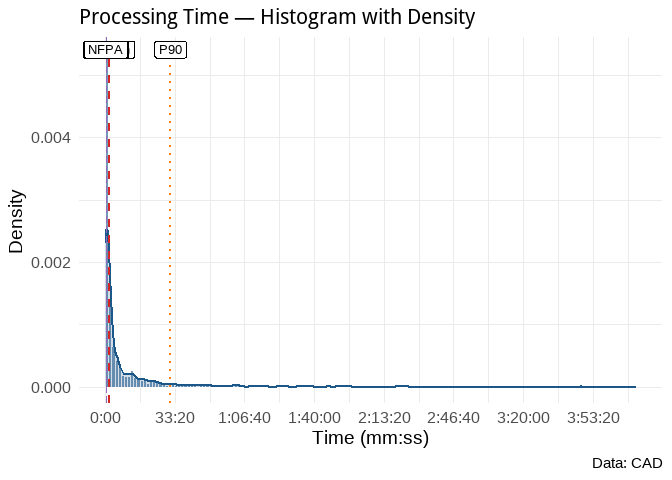 Processing Time — Histogram with Density
NFPA
P90
0.004
0.002
0.000
Density
0:00 33:20 1:06:40 1:40:00 2:13:20 2:46:40 3:20:00 3:53:20
Time (mm:ss)
Data: CAD